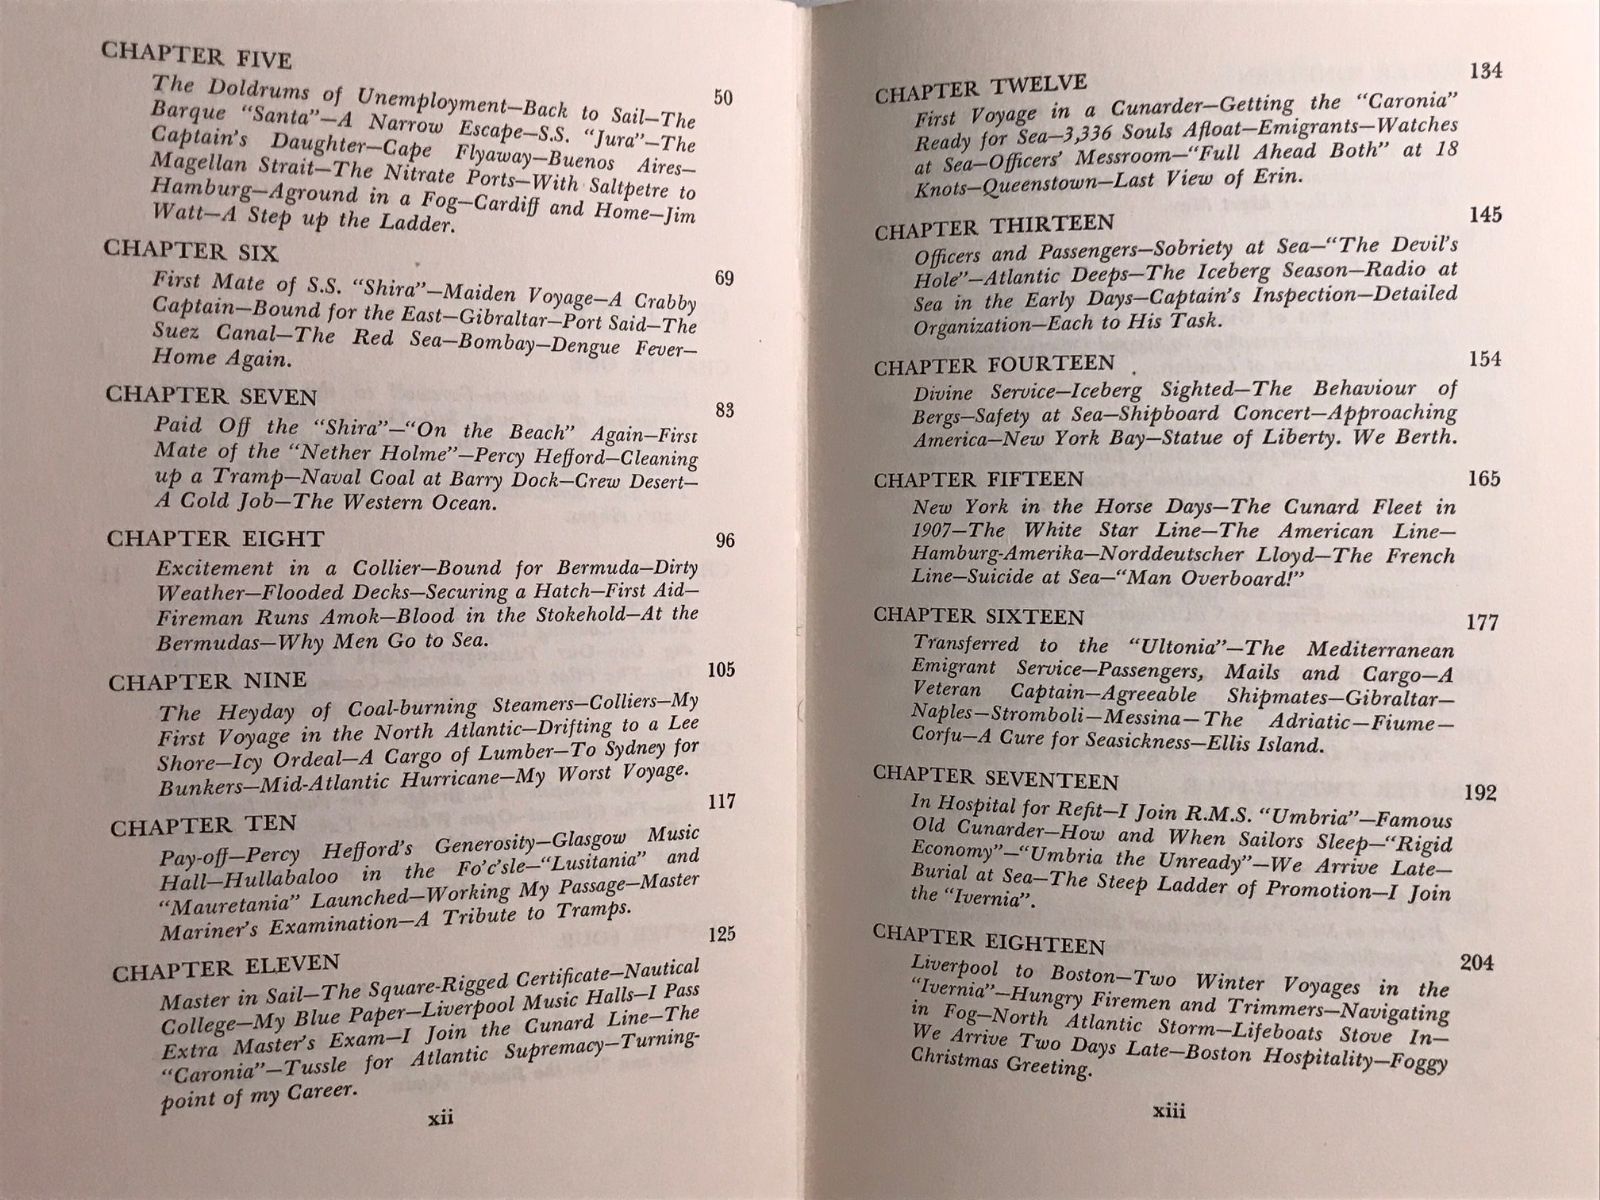 CHAPTER FIVE
50
The Doldrums of Unemployment—Back to Sail—The
Barque “Santa”—A Narrow Escape—S.S. “Jura”—The
Captain's Daughter—Cape Flyaway—Buenos Aires—
Magellan Strait—The Nitrate Ports—With Saltpetre to
Hamburg—Aground in a Fog—Cardiff and Home—Jim
Watt—A Step up the Ladder.
CHAPTER SIX
69
First Mate of S.S. “Shira”—Maiden Voyage—A Crabby
Captain—Bound for the East—Gibraltar—Port Said—The
Suez Canal—The Red Sea—Bombay—Dengue Fever—
Home Again.
CHAPTER SEVEN
83
Paid Off the “Shira”—“On the Beach” Again—First
Mate of the “Nether Holme”—Percy Hefford—Cleaning
up a Tramp—Naval Coal at Barry Dock—Crew Desert—
A Cold Job—The Western Ocean.
CHAPTER EIGHT
96
Excitement in a Collier—Bound for Bermuda—Dirty
Weather—Flooded Decks—Securing a Hatch—First Aid—
Fireman Runs Amok—Blood in the Stokehold—At the
Bermudas—Why Men Go to Sea.
CHAPTER NINE
105
The Heyday of Coal-burning Steamers—Colliers—My
First Voyage in the North Atlantic—Drifting to a Lee
Shore—Icy Ordeal—A Cargo of Lumber—To Sydney for
Bunkers—Mid-Atlantic Hurricane—My Worst Voyage.
CHAPTER TEN
117
Pay-off—Percy Hefford's Generosity—Glasgow Music
Hall—Hullabaloo in the Fo'c'sle—“Lusitania” and
“Mauretania” Launched—Working My Passage—Master
Mariner's Examination—A Tribute to Tramps.
CHAPTER ELEVEN
125
Master in Sail—The Square-Rigged Certificate—Nautical
College—My Blue Paper—Liverpool Music Halls—I Pass
Extra Master's Exam—I Join the Cunard Line—The
“Caronia”—Tussle for Atlantic Supremacy—Turning-
point of my Career.
xii
CHAPTER TWELVE
134
First Voyage in a Cunarder—Getting the “Caronia”
Ready for Sea—3,336 Souls Afloat—Emigrants—Watches
at Sea—Officers' Messroom—“Full Ahead Both” at 18
Knots—Queenstown—Last View of Erin.
CHAPTER THIRTEEN
145
Officers and Passengers—Sobriety at Sea—“The Devil's
Hole”—Atlantic Deeps—The Iceberg Season—Radio at
Sea in the Early Days—Captain's Inspection—Detailed
Organization—Each to His Task.
CHAPTER FOURTEEN
154
Divine Service—Iceberg Sighted—The Behaviour of
Bergs—Safety at Sea—Shipboard Concert—Approaching
America—New York Bay—Statue of Liberty. We Berth.
CHAPTER FIFTEEN
165
New York in the Horse Days—The Cunard Fleet in
1907—The White Star Line—The American Line—
Hamburg-Amerika—Norddeutscher Lloyd—The French
Line—Suicide at Sea—“Man Overboard!”
CHAPTER SIXTEEN
177
Transferred to the “Ultonia”—The Mediterranean
Emigrant Service—Passengers, Mails and Cargo—A
Veteran Captain—Agreeable Shipmates—Gibraltar—
Naples—Stromboli—Messina—The Adriatic—Fiume—
Corfu—A Cure for Seasickness—Ellis Island.
CHAPTER SEVENTEEN
192
In Hospital for Refit—I Join R.M.S. “Umbria”—Famous
Old Cunarder—How and When Sailors Sleep—“Rigid
Economy”—“Umbria the Unready”—We Arrive Late—
Burial at Sea—The Steep Ladder of Promotion—I Join
the “Ivernia”.
CHAPTER EIGHTEEN
204
Liverpool to Boston—Two Winter Voyages in the
“Ivernia”—Hungry Firemen and Trimmers—Navigating
in Fog—North Atlantic Storm—Lifeboats Stove In—
We Arrive Two Days Late—Boston Hospitality—Foggy
Christmas Greeting.
xiii